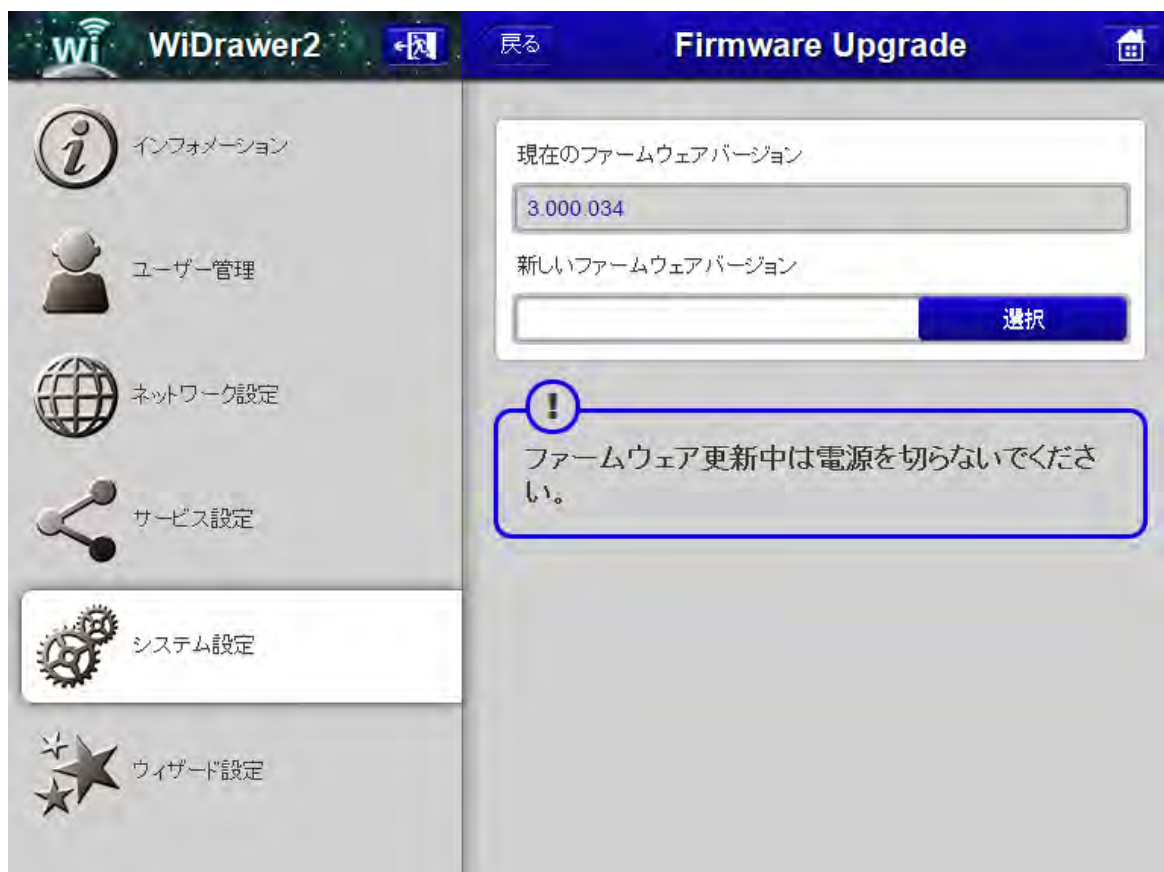 Wi WiDrawer2
戻る Firmware Upgrade
インフォメーション
ユーザー管理
ネットワーク設定
サービス設定
システム設定
ウィザード設定
現在のファームウェアバージョン
3.000.034
新しいファームウェアバージョン
選択
!
ファームウェア更新中は電源を切らないでくださ
い。